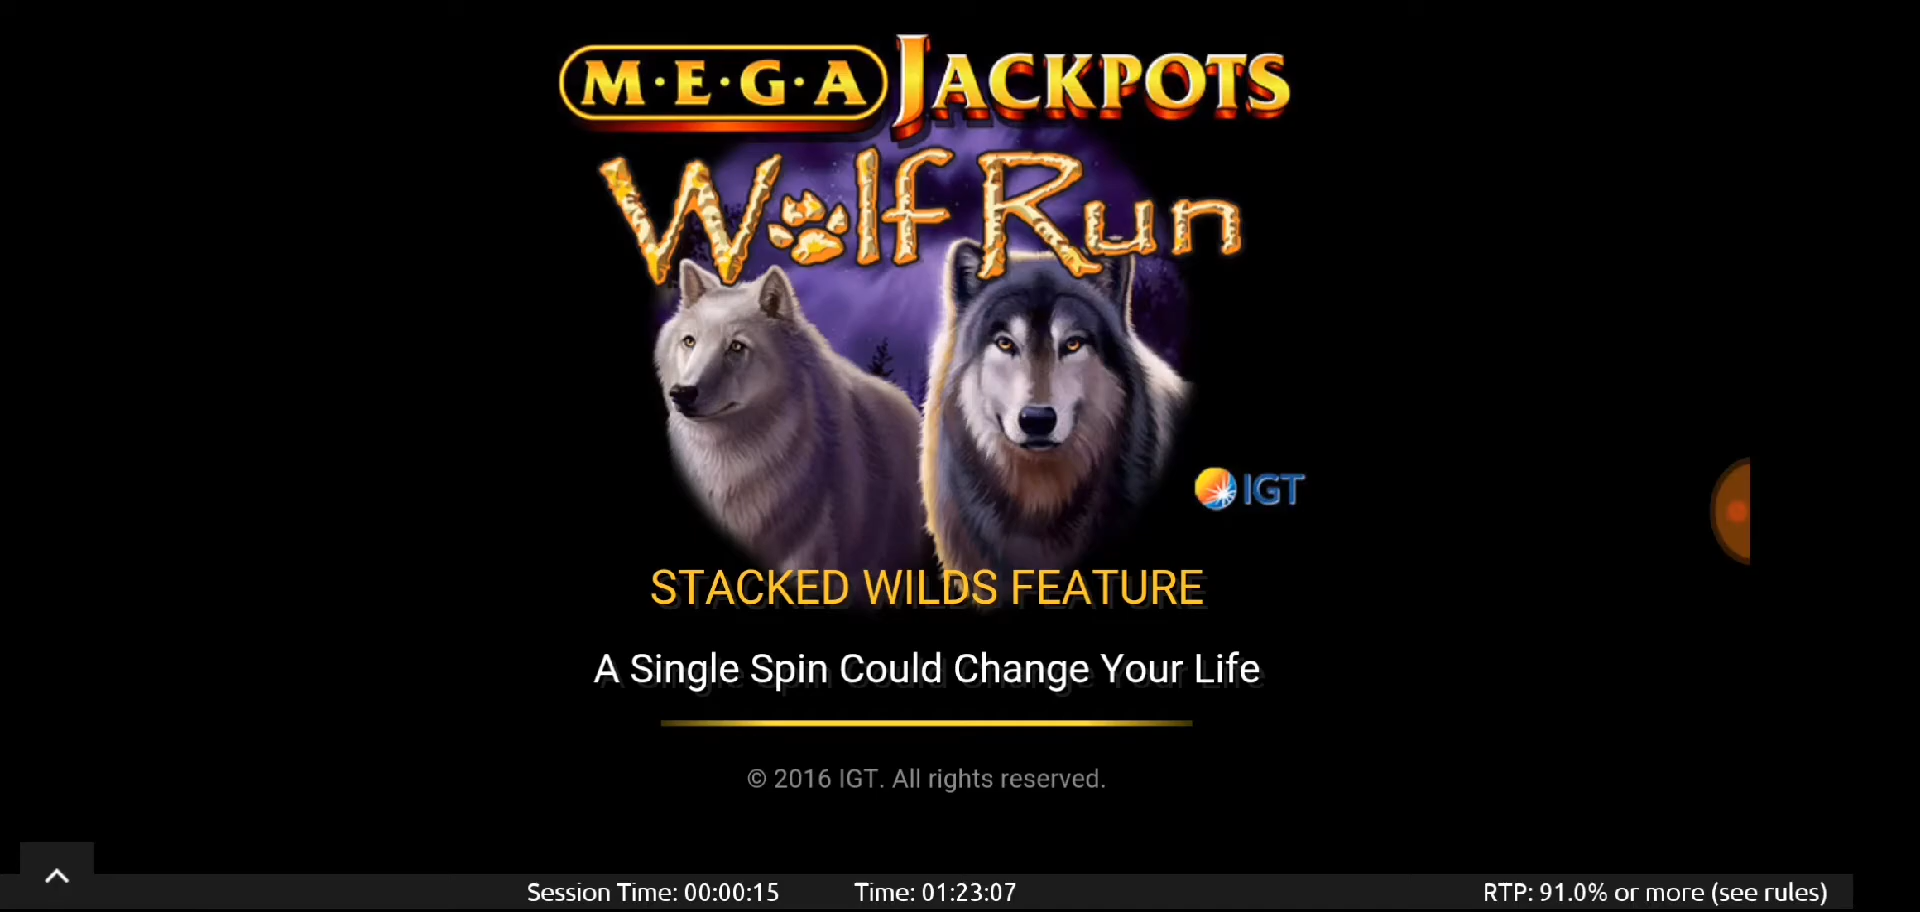 M·E·G·A JACKPOTS
Wolf Run
IGT
STACKED WILDS FEATURE
A Single Spin Could Change Your Life
© 2016 IGT. All rights reserved.
Session Time: 00:00:15 Time: 01:23:07 RTP: 91.0% or more (see rules)